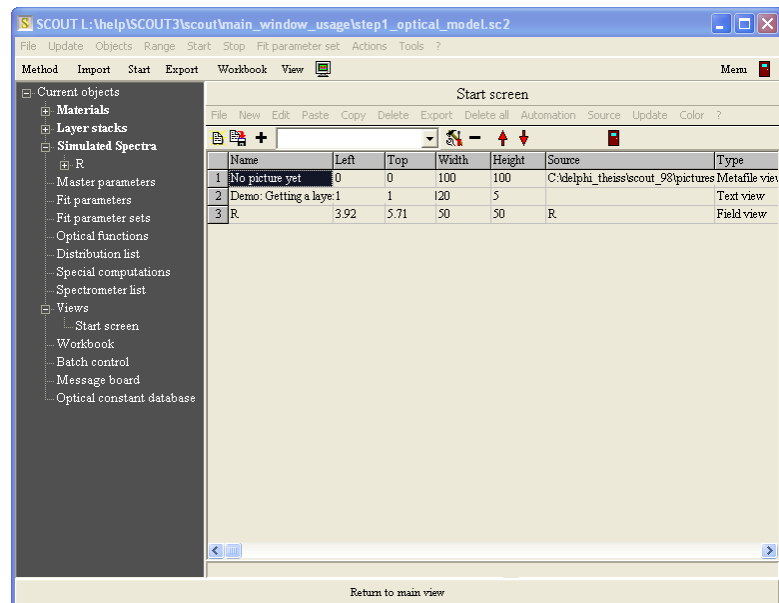 SCOUT L:\help\SCOUT3\scout\main_window_usage\step1_optical_model.sc2
File Update Objects Range Start Stop Fit parameter set Actions Tools ?
Method Import Start Export Workbook View Menu
Current objects
Materials
Layer stacks
Simulated Spectra
R
Master parameters
Fit parameters
Fit parameter sets
Optical functions
Distribution list
Special computations
Spectrometer list
Views
Start screen
Workbook
Batch control
Message board
Optical constant database
Start screen
File New Edit Paste Copy Delete Export Delete all Automation Source Update Color ?
Name Left Top Width Height Source Type
1 No picture yet 0 0 100 100 C:\delphi_theiss\scout_98\pictures Metafile view
2 Demo: Getting a laye 1 1 20 5 Text view
3 R 3.92 5.71 50 50 R Field view
Return to main view